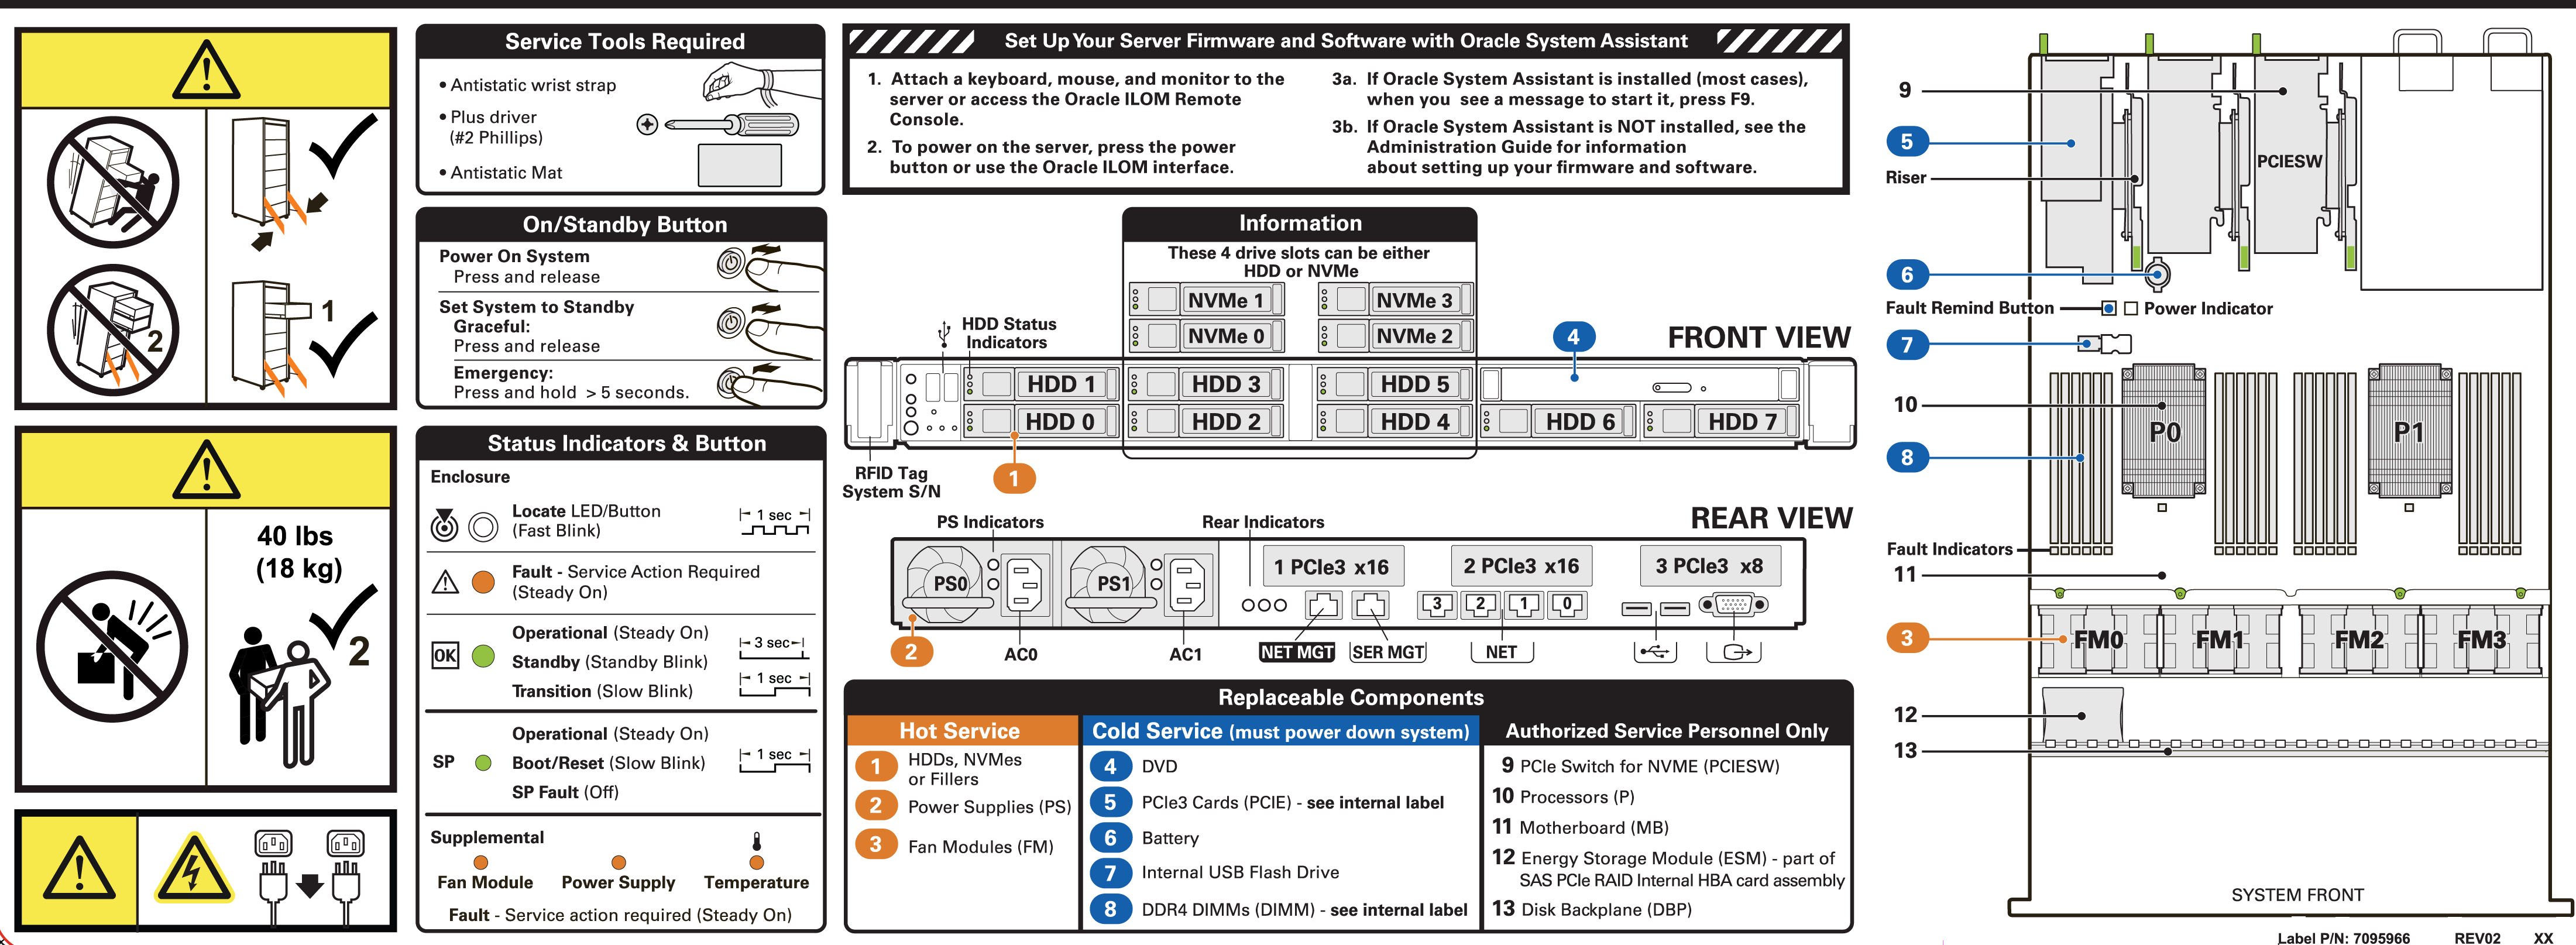 1
2
40 lbs
(18 kg)
2
Service Tools Required
• Antistatic wrist strap
• Plus driver
(#2 Phillips)
• Antistatic Mat
On/Standby Button
Power On System
Press and release
Set System to Standby
Graceful:
Press and release
Emergency:
Press and hold > 5 seconds.
Status Indicators & Button
Enclosure
Locate LED/Button
(Fast Blink)
1 sec
Fault - Service Action Required
(Steady On)
OK
Operational (Steady On)
Standby (Standby Blink)
3 sec
Transition (Slow Blink)
1 sec
SP
Operational (Steady On)
Boot/Reset (Slow Blink)
1 sec
SP Fault (Off)
Supplemental
Fan Module
Power Supply
Temperature
Fault - Service action required (Steady On)
Set Up Your Server Firmware and Software with Oracle System Assistant
1. Attach a keyboard, mouse, and monitor to the
server or access the Oracle ILOM Remote
Console.
2. To power on the server, press the power
button or use the Oracle ILOM interface.
3a. If Oracle System Assistant is installed (most cases),
when you see a message to start it, press F9.
3b. If Oracle System Assistant is NOT installed, see the
Administration Guide for information
about setting up your firmware and software.
Information
These 4 drive slots can be either
HDD or NVMe
NVMe 1
NVMe 3
NVMe 0
NVMe 2
HDD Status
Indicators
4
FRONT VIEW
HDD 1
HDD 3
HDD 5
HDD 0
HDD 2
HDD 4
HDD 6
HDD 7
RFID Tag
System S/N
1
REAR VIEW
PS Indicators
Rear Indicators
PS0
PS1
1 PCIe3 x16
2 PCIe3 x16
3 PCIe3 x8
3
2
1
0
2
AC0
AC1
NET MGT
SER MGT
NET
Replaceable Components
Hot Service
1 HDDs, NVMes
or Fillers
2 Power Supplies (PS)
3 Fan Modules (FM)
Cold Service (must power down system)
4 DVD
5 PCIe3 Cards (PCIE) - see internal label
6 Battery
7 Internal USB Flash Drive
8 DDR4 DIMMs (DIMM) - see internal label
Authorized Service Personnel Only
9 PCIe Switch for NVME (PCIESW)
10 Processors (P)
11 Motherboard (MB)
12 Energy Storage Module (ESM) - part of
SAS PCIe RAID Internal HBA card assembly
13 Disk Backplane (DBP)
9
5
PCIESW
Riser
6
Fault Remind Button
Power Indicator
7
10
P0
P1
8
Fault Indicators
11
3
FM0
FM1
FM2
FM3
12
13
SYSTEM FRONT
Label P/N: 7095966 REV02 XX